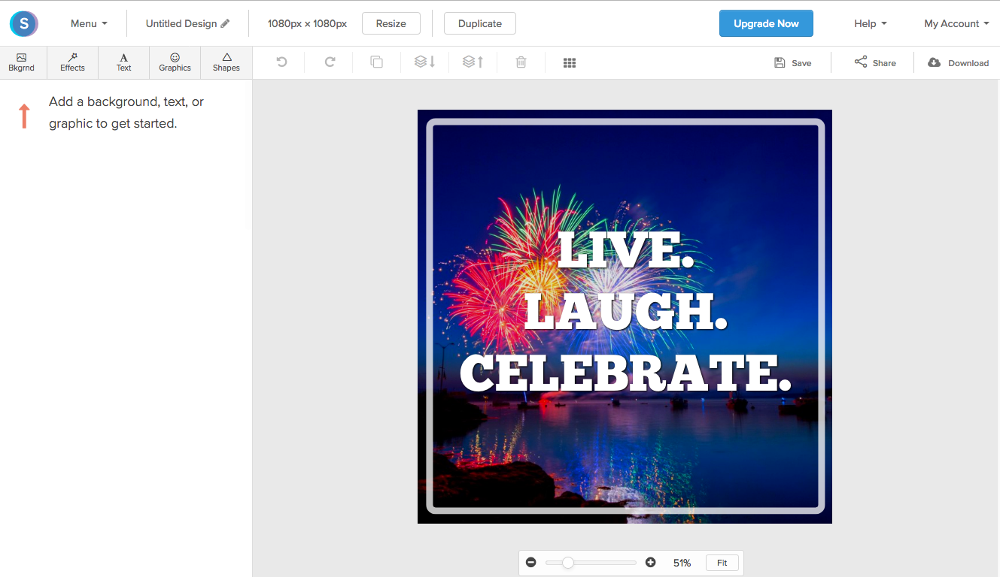 S
Menu
Untitled Design
1080px × 1080px
Resize
Duplicate
Upgrade Now
Help
My Account
Bkgrnd
Effects
Text
Graphics
Shapes
Save
Share
Download
Add a background, text, or
graphic to get started.
LIVE.
LAUGH.
CELEBRATE.
51%
Fit